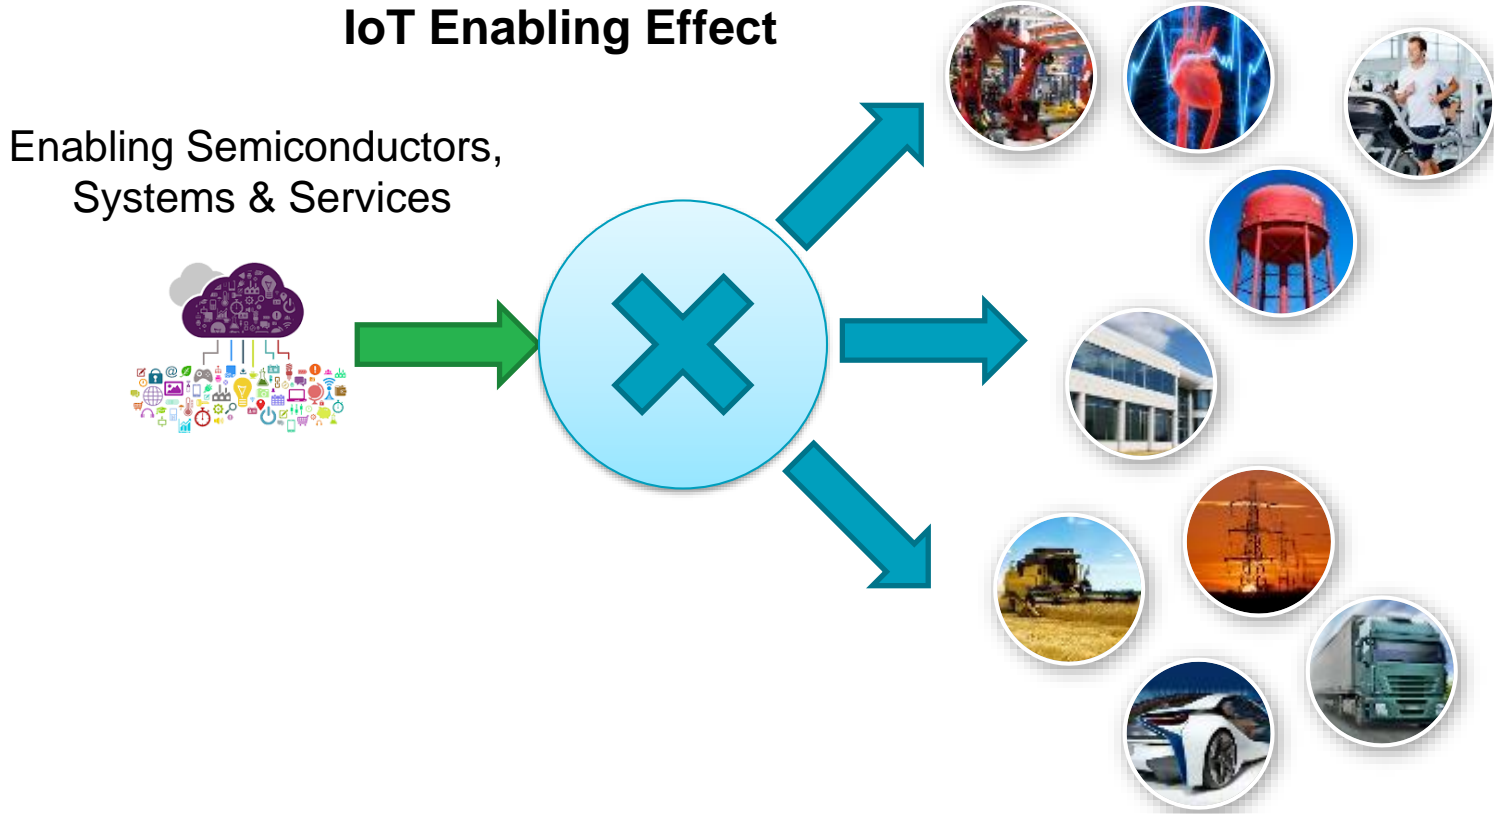 IoT Enabling Effect
Enabling Semiconductors,
Systems & Services